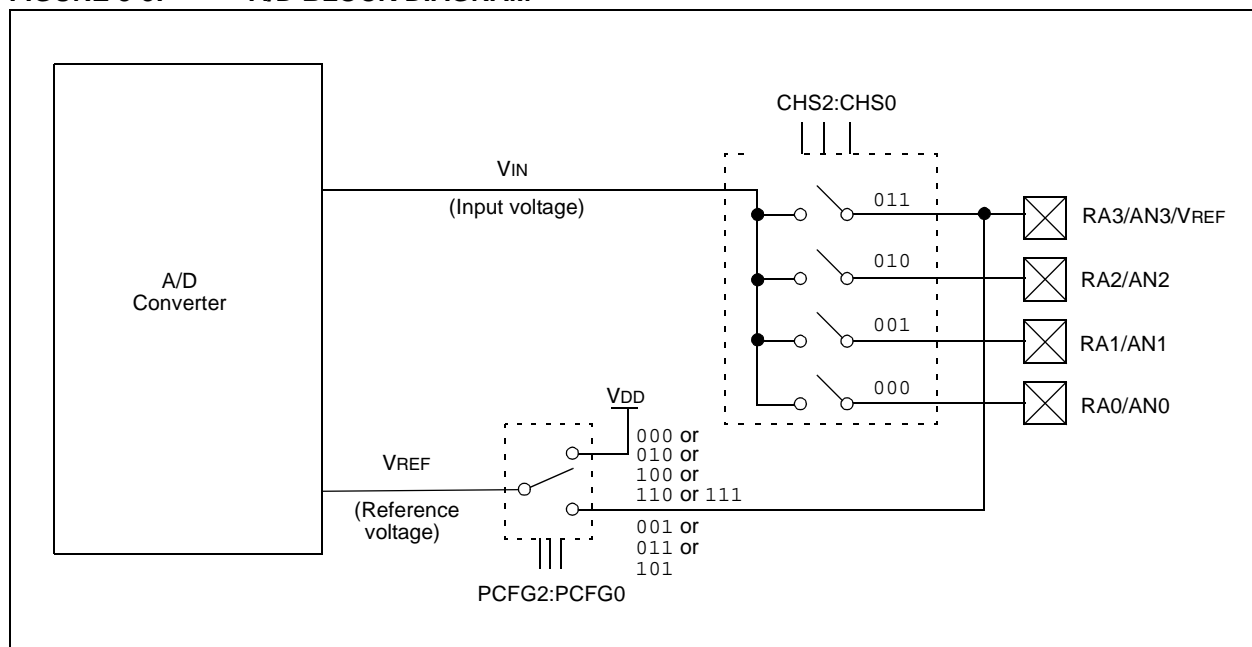 CHS2:CHS0
VIN
(Input voltage)
A/D
Converter
011
RA3/AN3/VREF
010
RA2/AN2
001
RA1/AN1
000
RA0/AN0
VDD
000 or
010 or
100 or
110 or 111
VREF
(Reference
voltage)
001 or
011 or
101
PCFG2:PCFG0